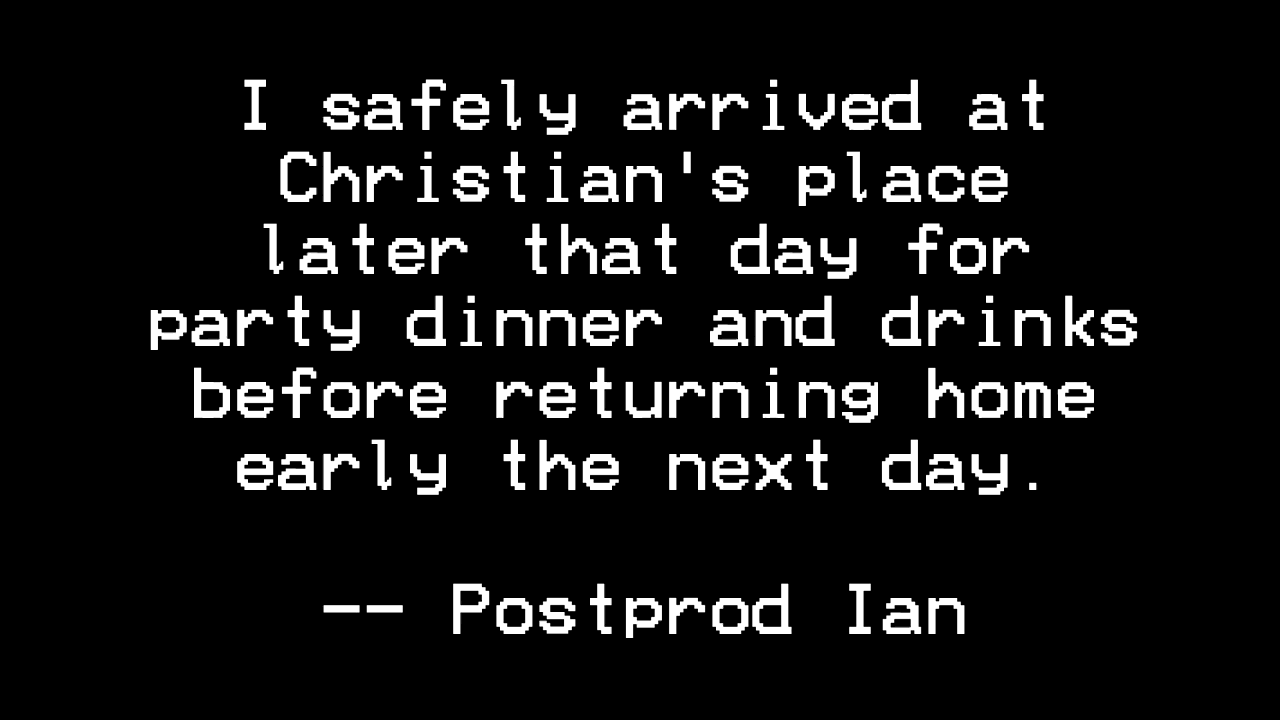 I safely arrived at
Christian's place
later that day for
party dinner and drinks
before returning home
early the next day.
-- Postprod Ian